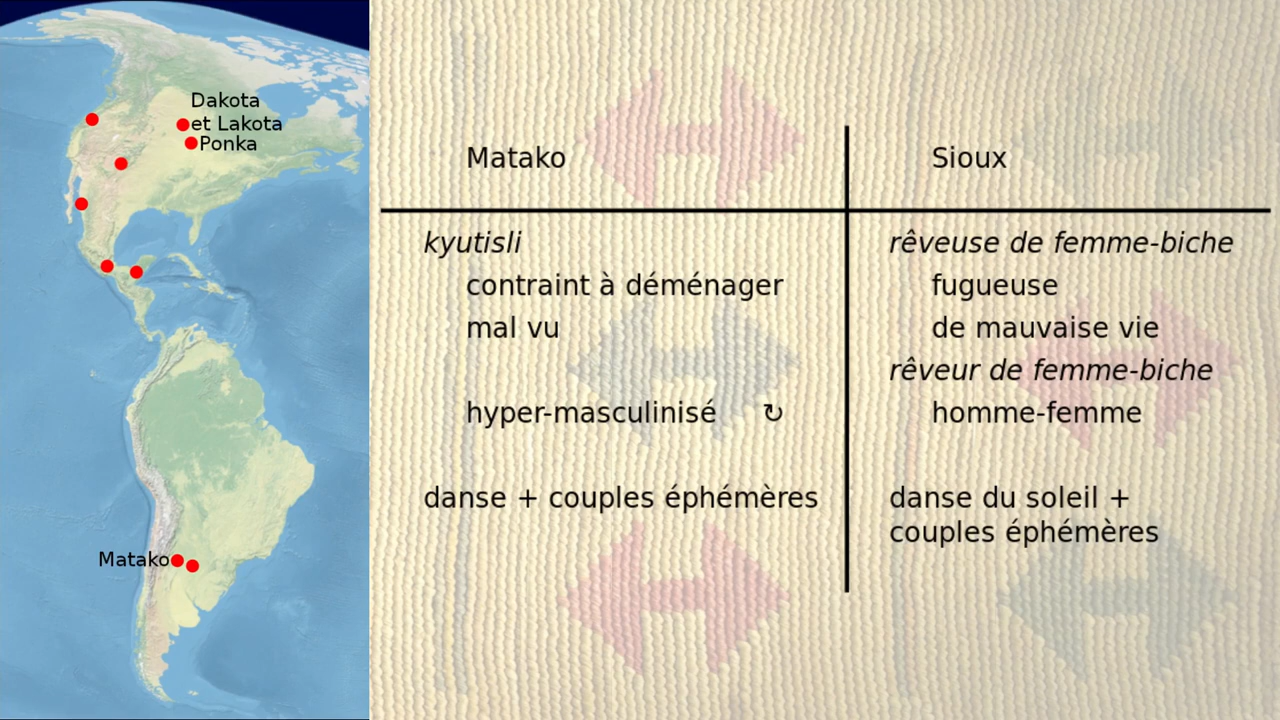 Dakota
et Lakota
Ponka
Matako
Matako
Sioux
kyutisli
rêveuse de femme-biche
contraint à déménager
fugueuse
mal vu
de mauvaise vie
rêveur de femme-biche
hyper-masculinisé ↻
homme-femme
danse + couples éphémères
danse du soleil +
couples éphémères